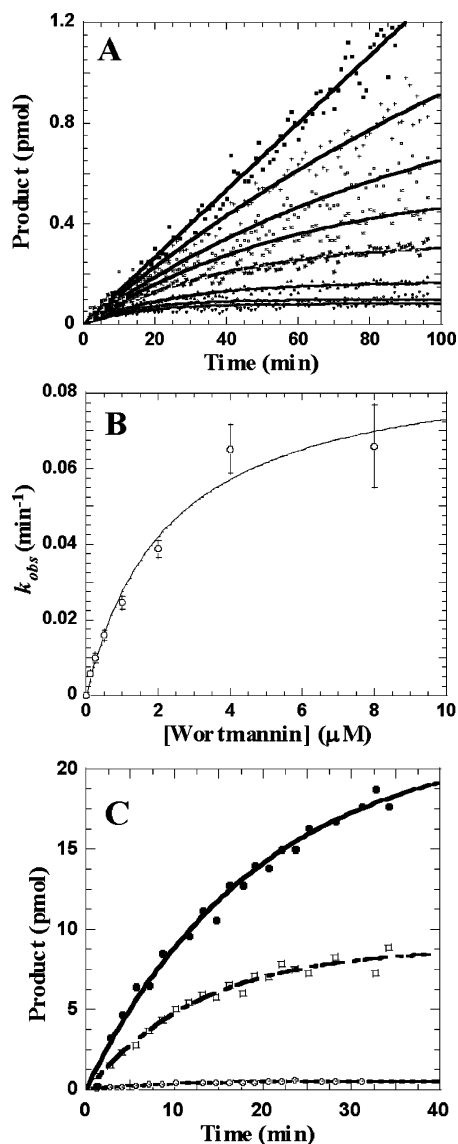 A
Product (pmol)
1.2
0.8
0.4
0
20 40 60 80 100
Time (min)
B
k_obs (min-1)
0.08
0.06
0.04
0.02
0
0 2 4 6 8 10
[Wortmannin] (μM)
C
Product (pmol)
20
15
10
5
0
0 10 20 30 40
Time (min)